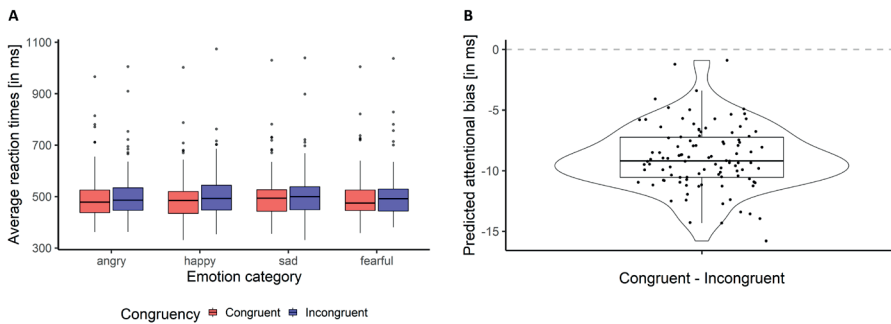 A
Average reaction times [in ms]
1100
900
700
500
300
angry
happy
sad
fearful
Emotion category
Congruency
Congruent
Incongruent
B
Predicted attentional bias [in ms]
0
-5
-10
-15
Congruent - Incongruent